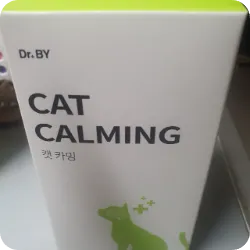 Dr.BY
CAT
CALMING
캣 카밍